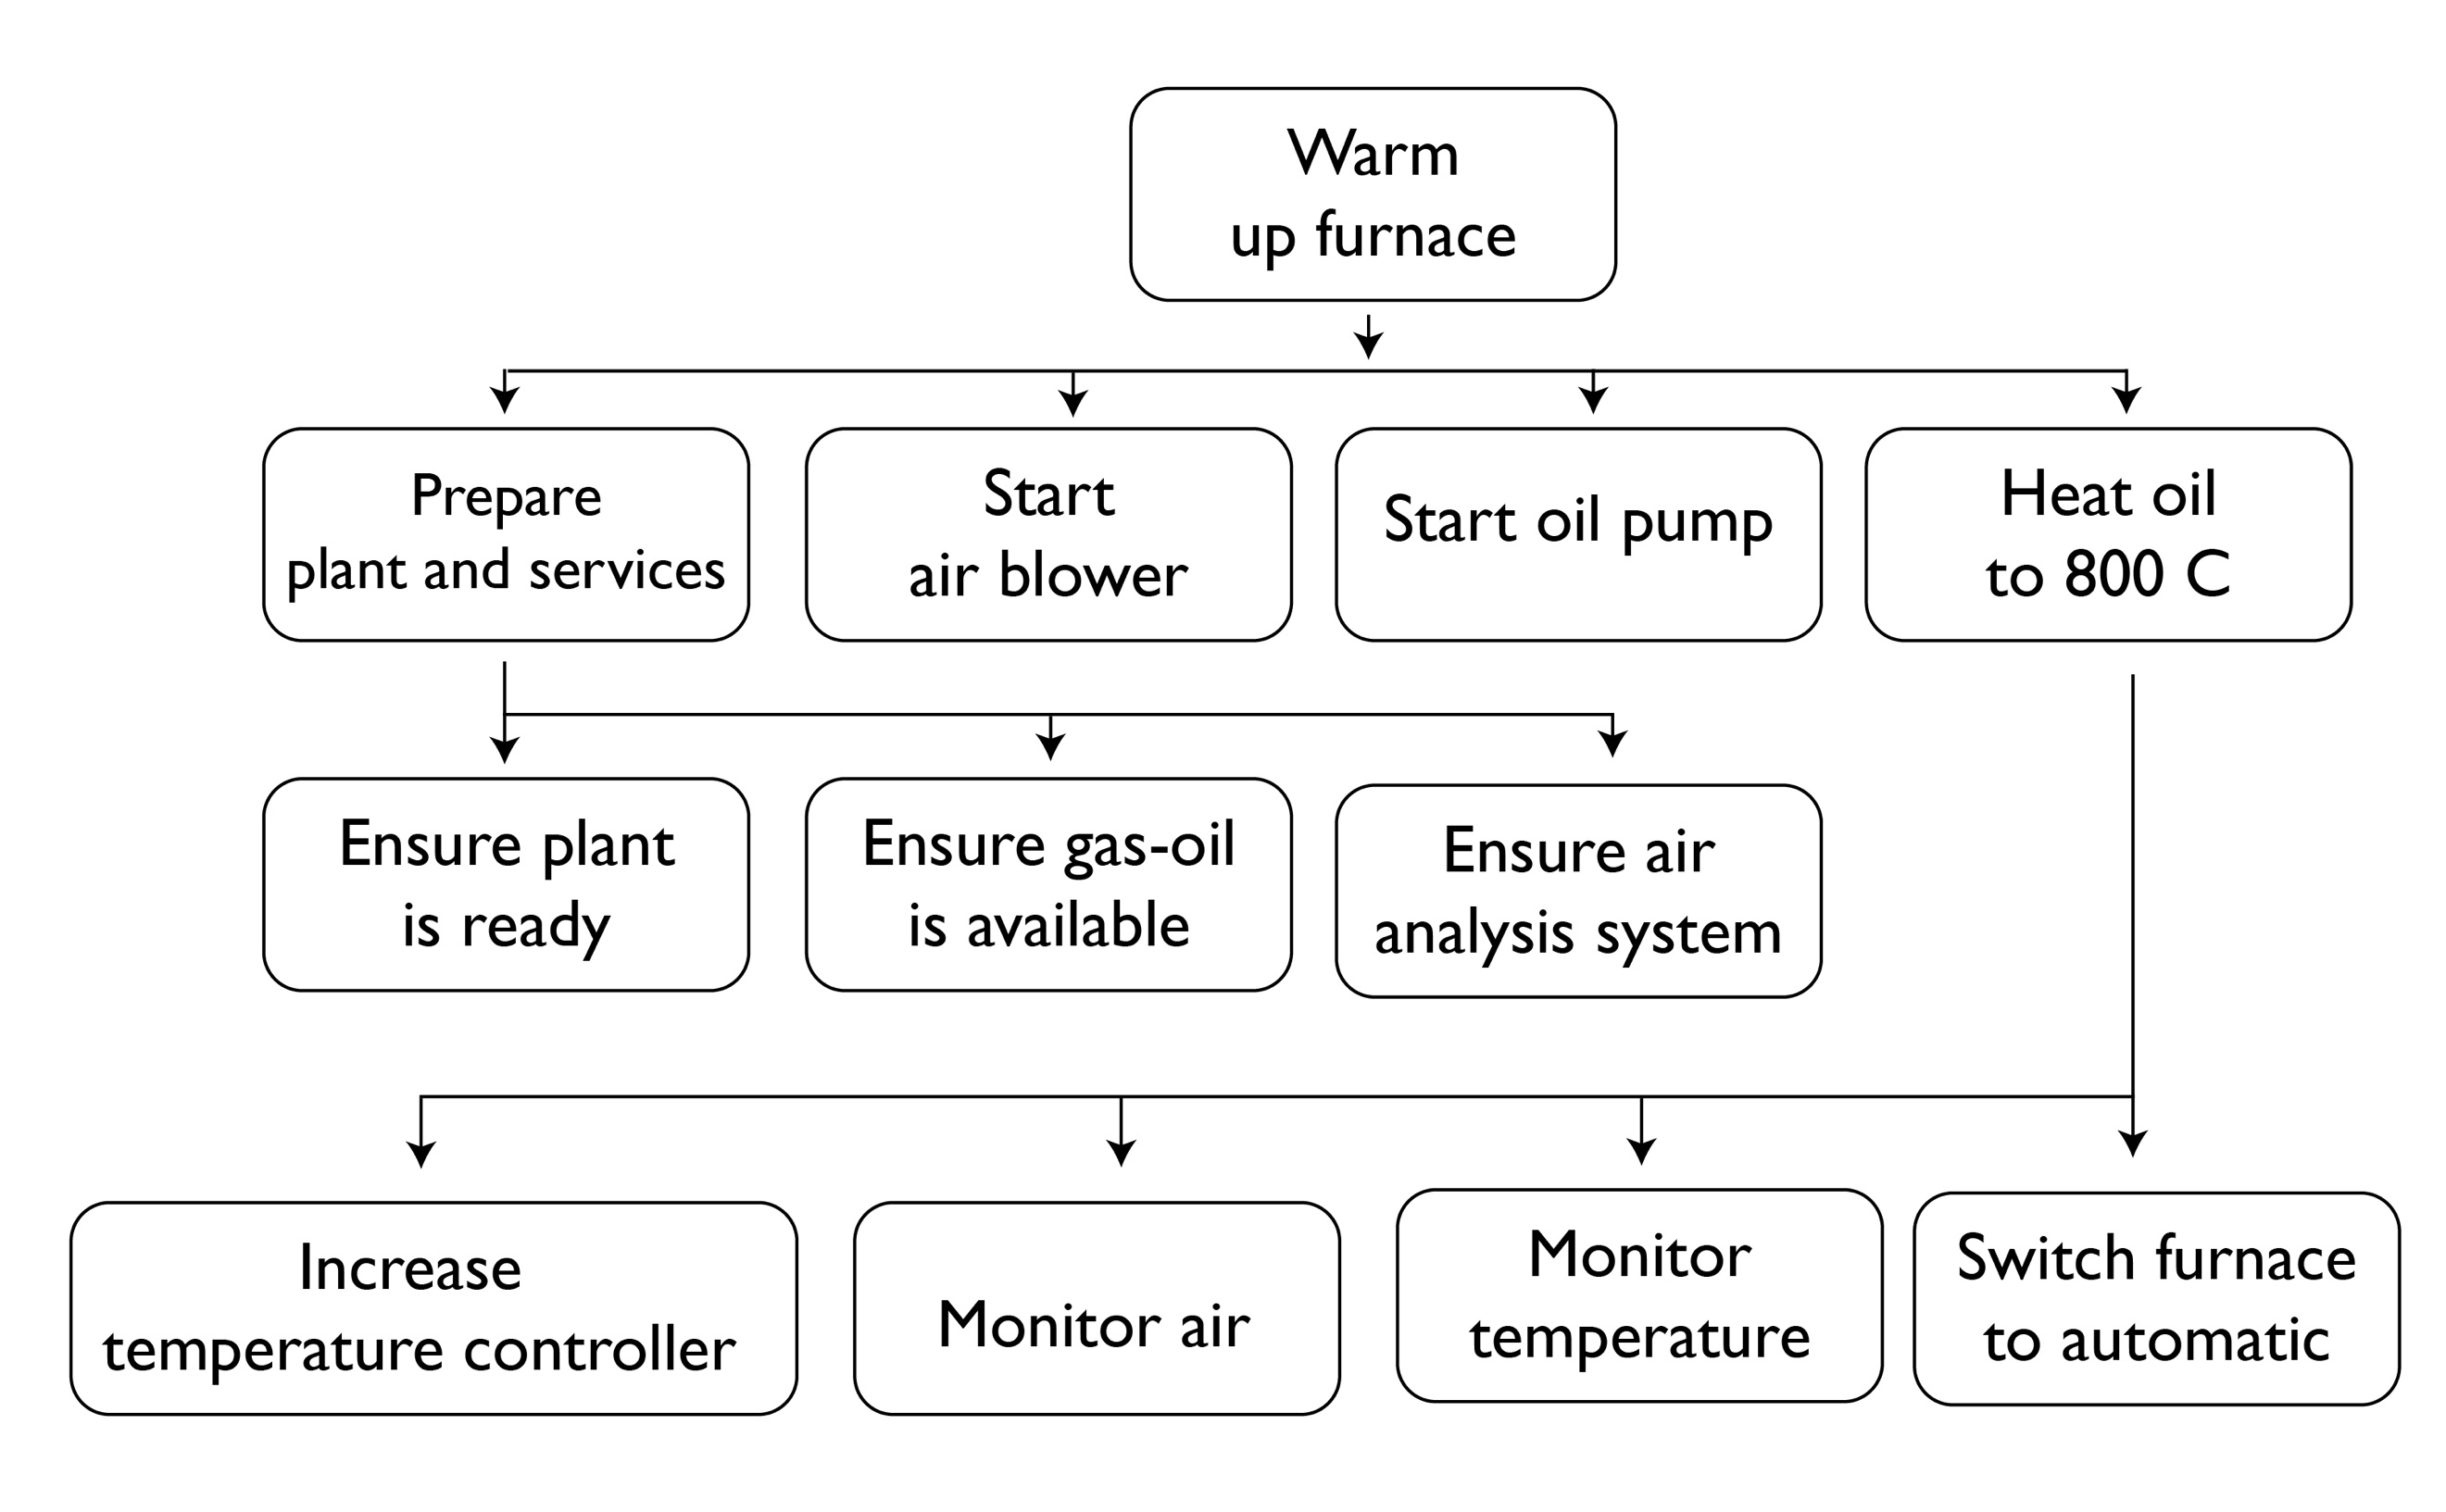 Warm
up furnace
Prepare
plant and services
Start
air blower
Start oil pump
Heat oil
to 800 C
Ensure plant
is ready
Ensure gas-oil
is available
Ensure air
analysis system
Increase
temperature controller
Monitor air
Monitor
temperature
Switch furnace
to automatic